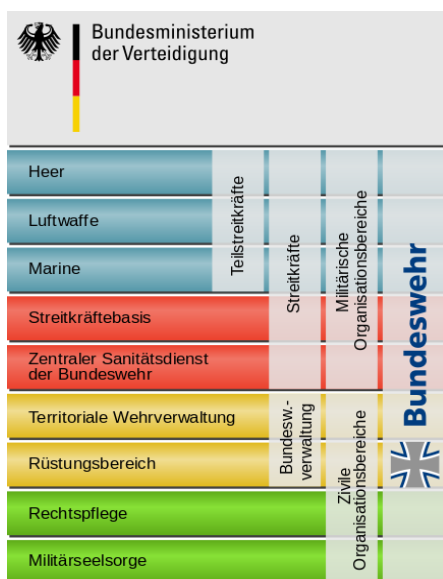 Bundesministerium
der Verteidigung
Heer
Luftwaffe
Marine
Streitkräftebasis
Zentraler Sanitätsdienst
der Bundeswehr
Territoriale Wehrverwaltung
Rüstungsbereich
Rechtspflege
Militärseelsorge
Teilstreitkräfte
Streitkräfte
Bundesw.-
verwaltung
Militärische
Organisationsbereiche
Zivile
Organisationsbereiche
Bundeswehr